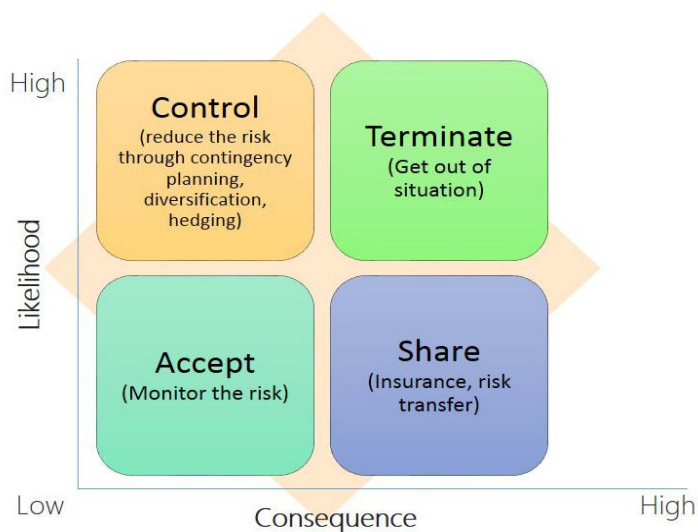 High
Control
(reduce the risk
through contingency
planning,
diversification,
hedging)
Terminate
(Get out of
situation)
Likelihood
Accept
(Monitor the risk)
Share
(Insurance, risk
transfer)
Low
Consequence
High